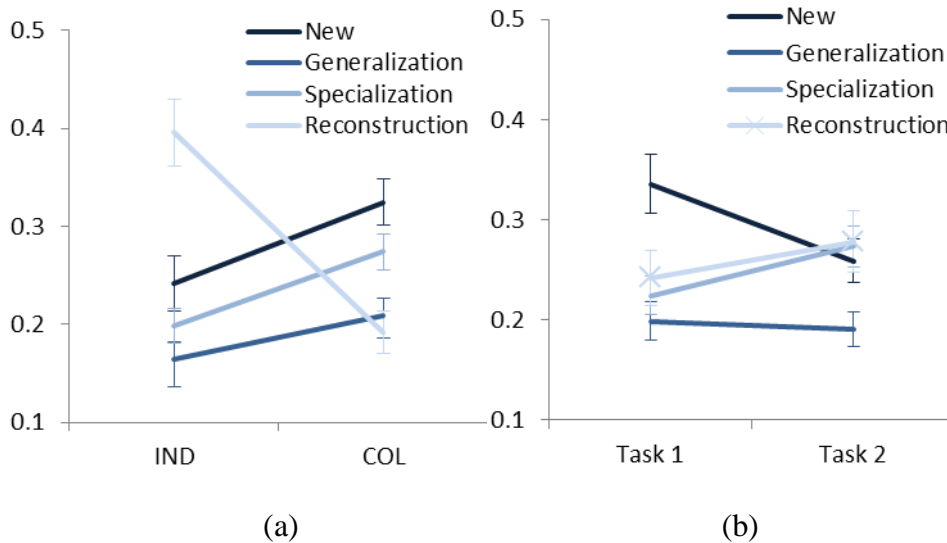 0.5
0.4
0.3
0.2
0.1
New
Generalization
Specialization
Reconstruction
IND
COL
(a)
0.5
0.4
0.3
0.2
0.1
New
Generalization
Specialization
Reconstruction
Task 1
Task 2
(b)